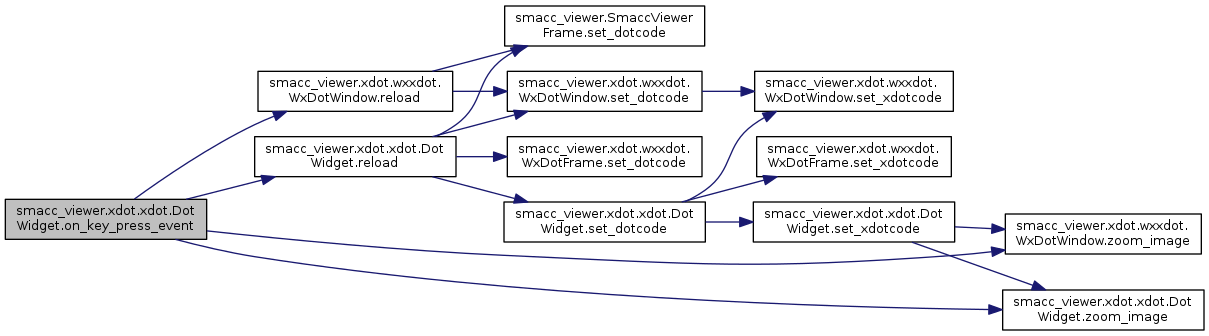 smacc_viewer.SmaccViewer
Frame.set_dotcode
smacc_viewer.xdot.wxxdot.
WxDotWindow.reload
smacc_viewer.xdot.wxxdot.
WxDotWindow.set_dotcode
smacc_viewer.xdot.wxxdot.
WxDotWindow.set_xdotcode
smacc_viewer.xdot.xdot.Dot
Widget.reload
smacc_viewer.xdot.wxxdot.
WxDotFrame.set_dotcode
smacc_viewer.xdot.wxxdot.
WxDotFrame.set_xdotcode
smacc_viewer.xdot.xdot.Dot
Widget.on_key_press_event
smacc_viewer.xdot.xdot.Dot
Widget.set_dotcode
smacc_viewer.xdot.xdot.Dot
Widget.set_xdotcode
smacc_viewer.xdot.wxxdot.
WxDotWindow.zoom_image
smacc_viewer.xdot.xdot.Dot
Widget.zoom_image